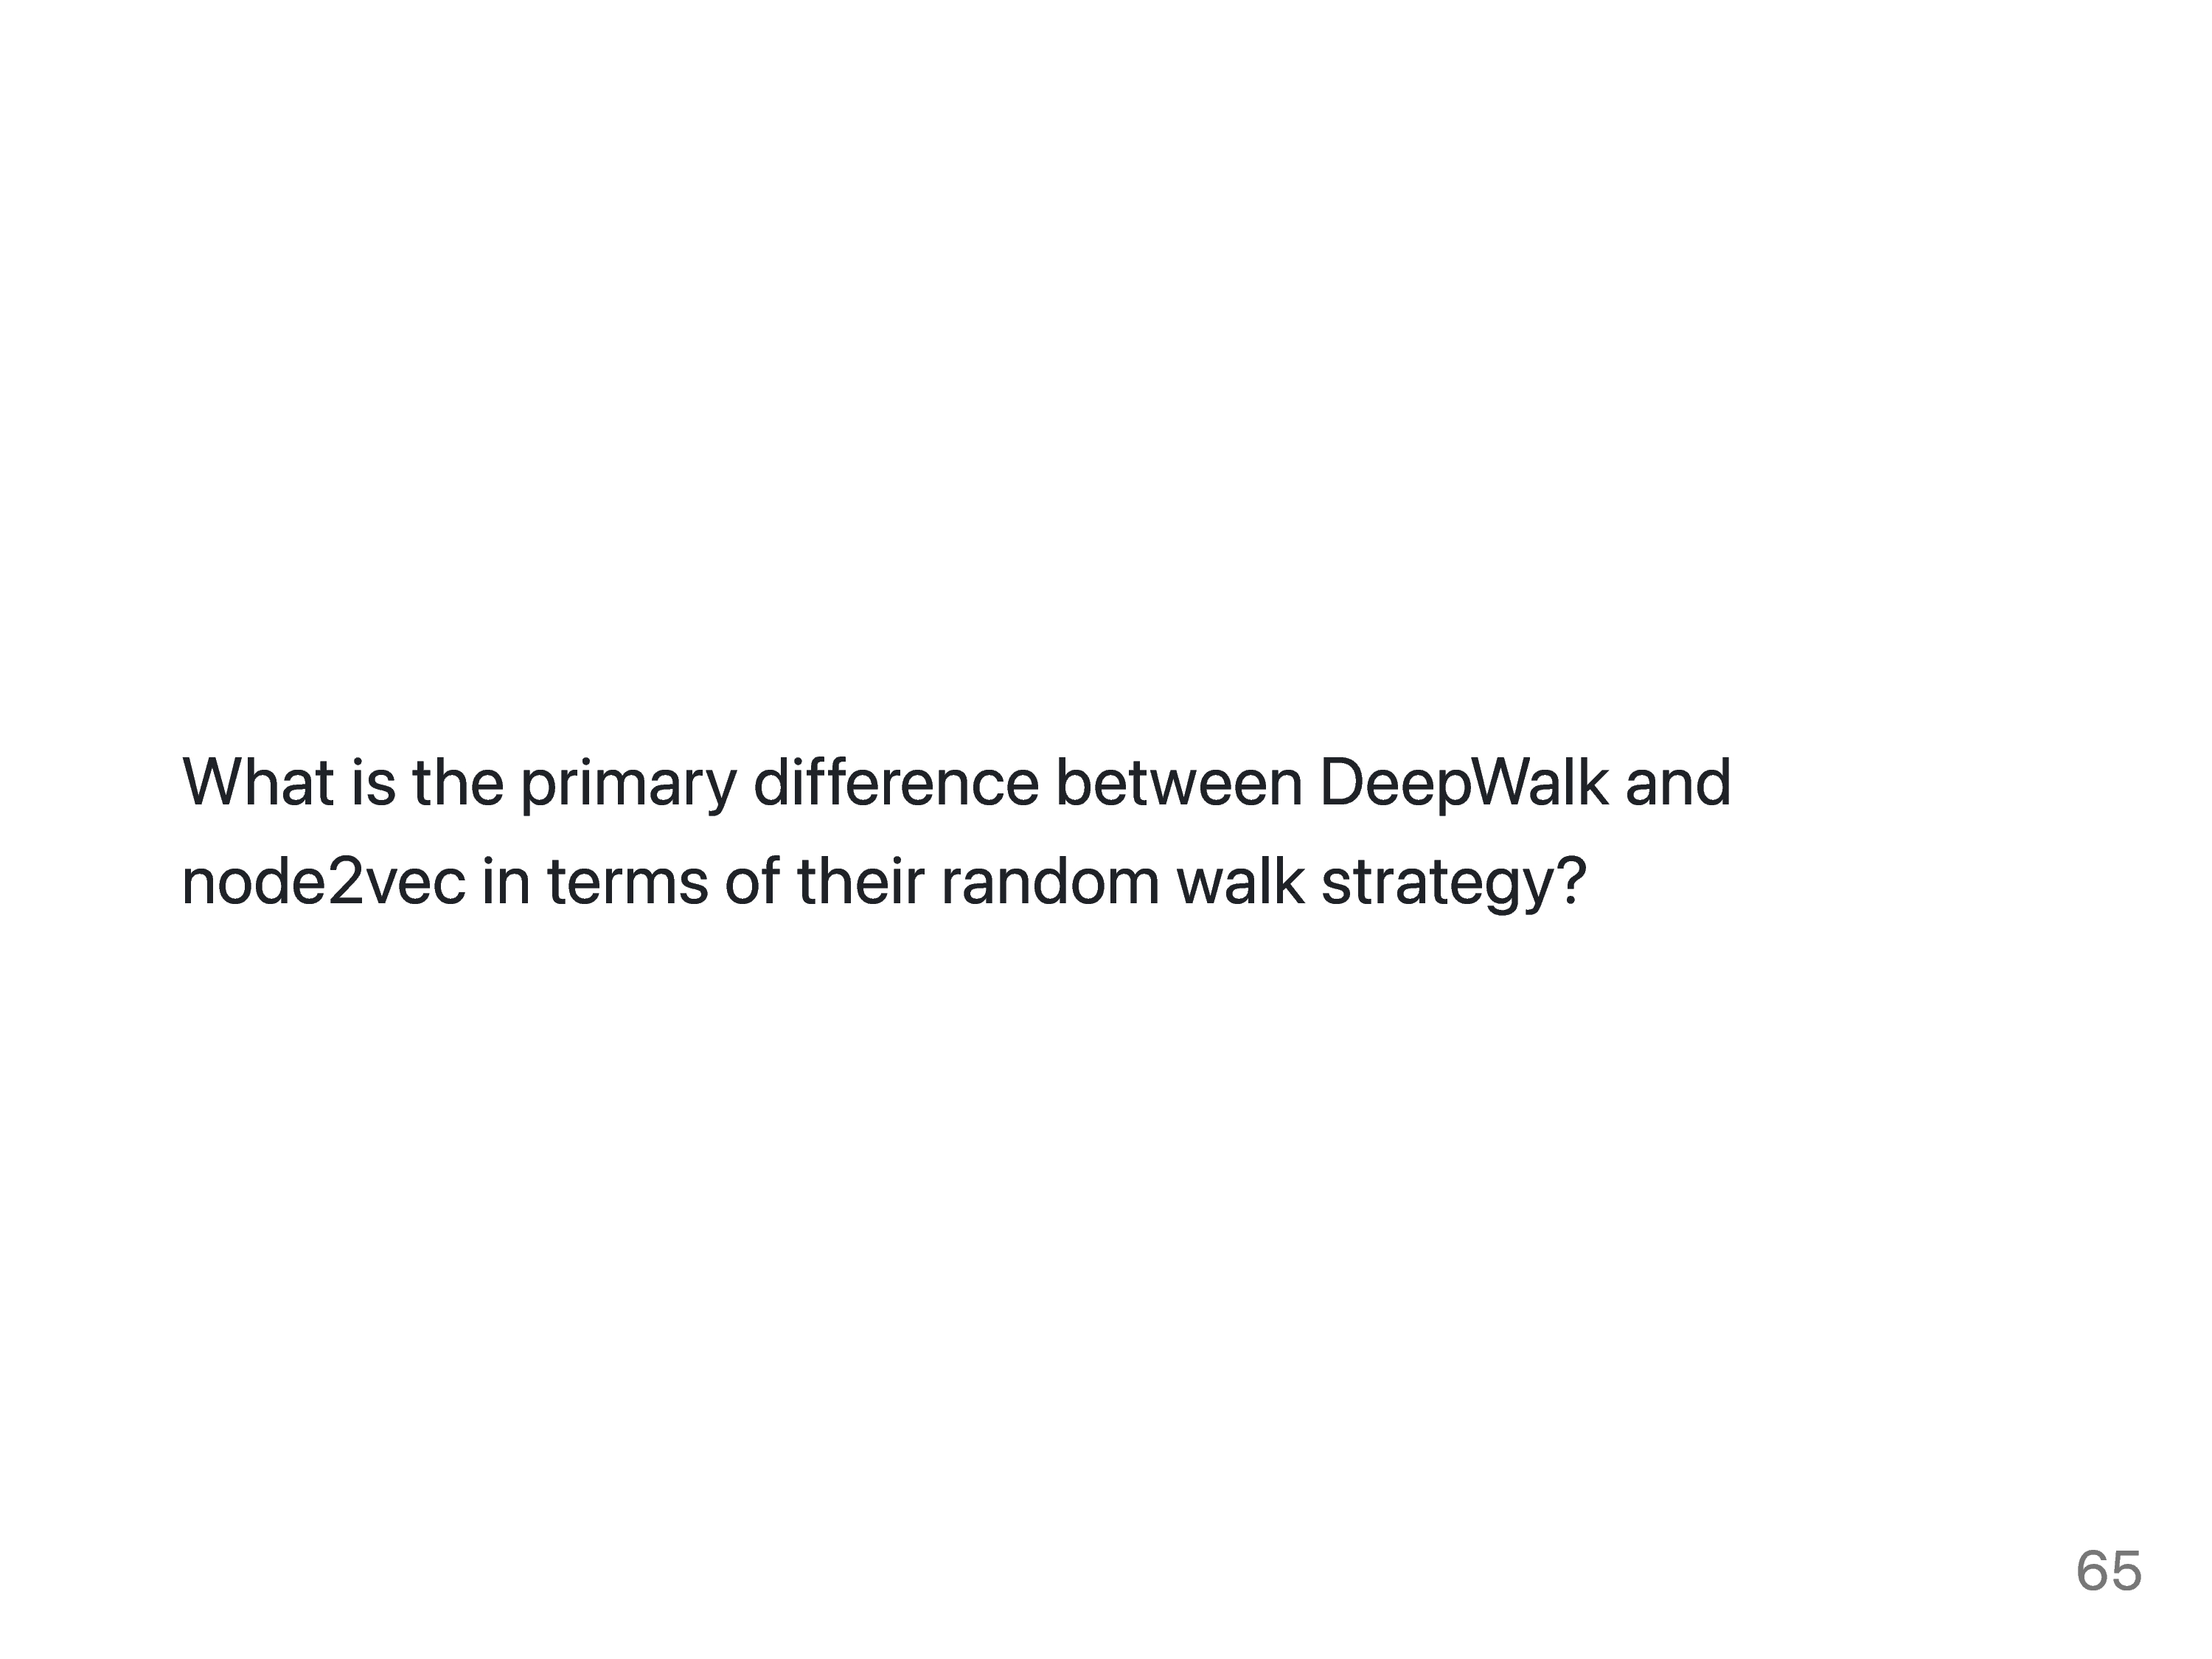 What is the primary difference between DeepWalk and
node2vec in terms of their random walk strategy?
65